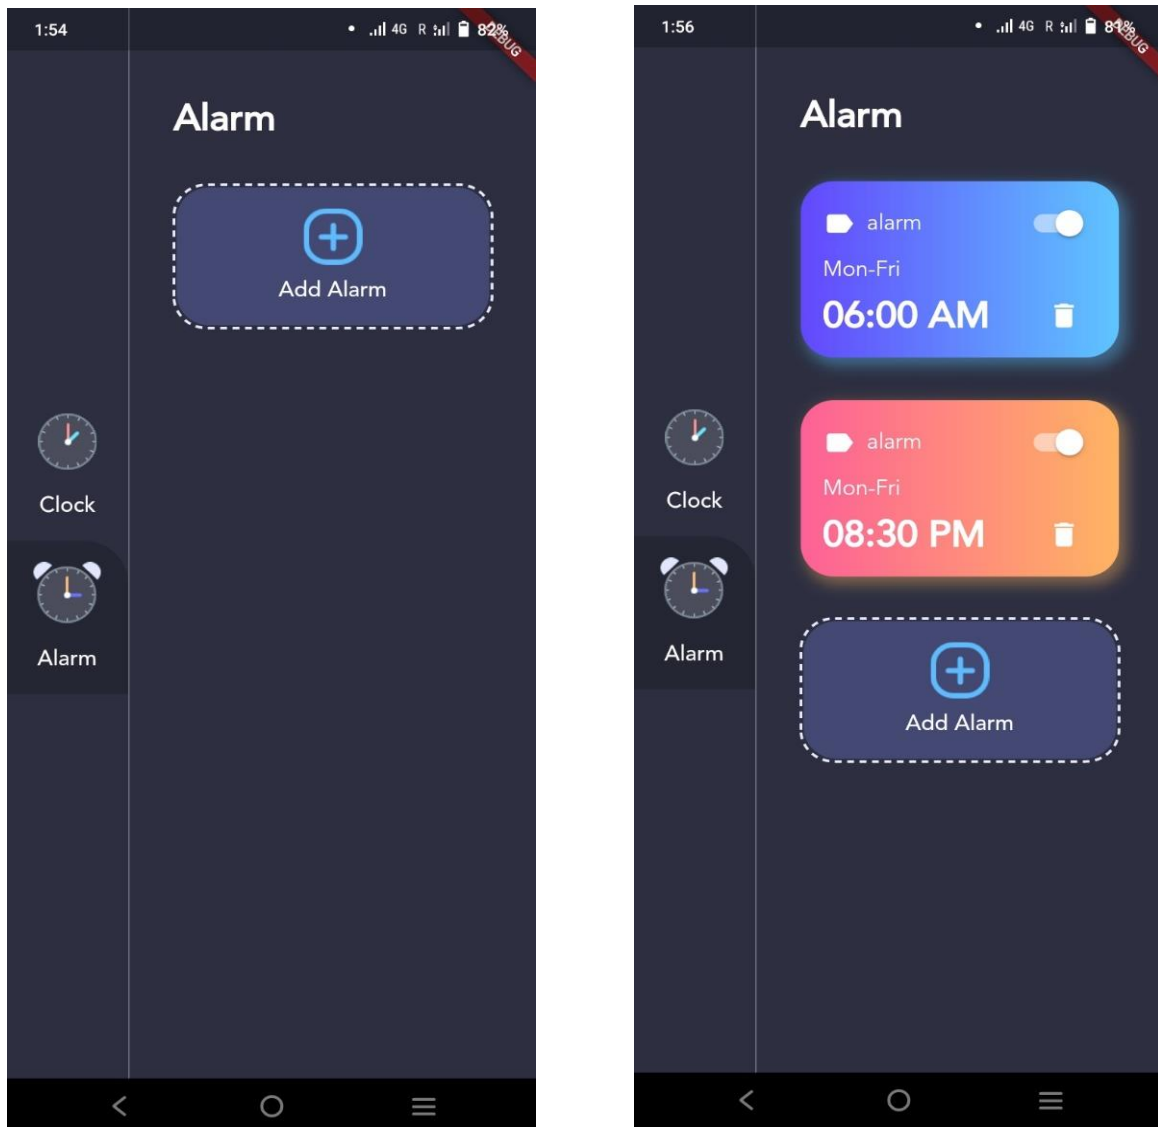 1:54
4G R 82%
DEBUG
Alarm
Add Alarm
Clock
Alarm
1:56
4G R
DEBUG
Alarm
alarm
Mon-Fri
06:00 AM
alarm
Mon-Fri
08:30 PM
Clock
Alarm
Add Alarm